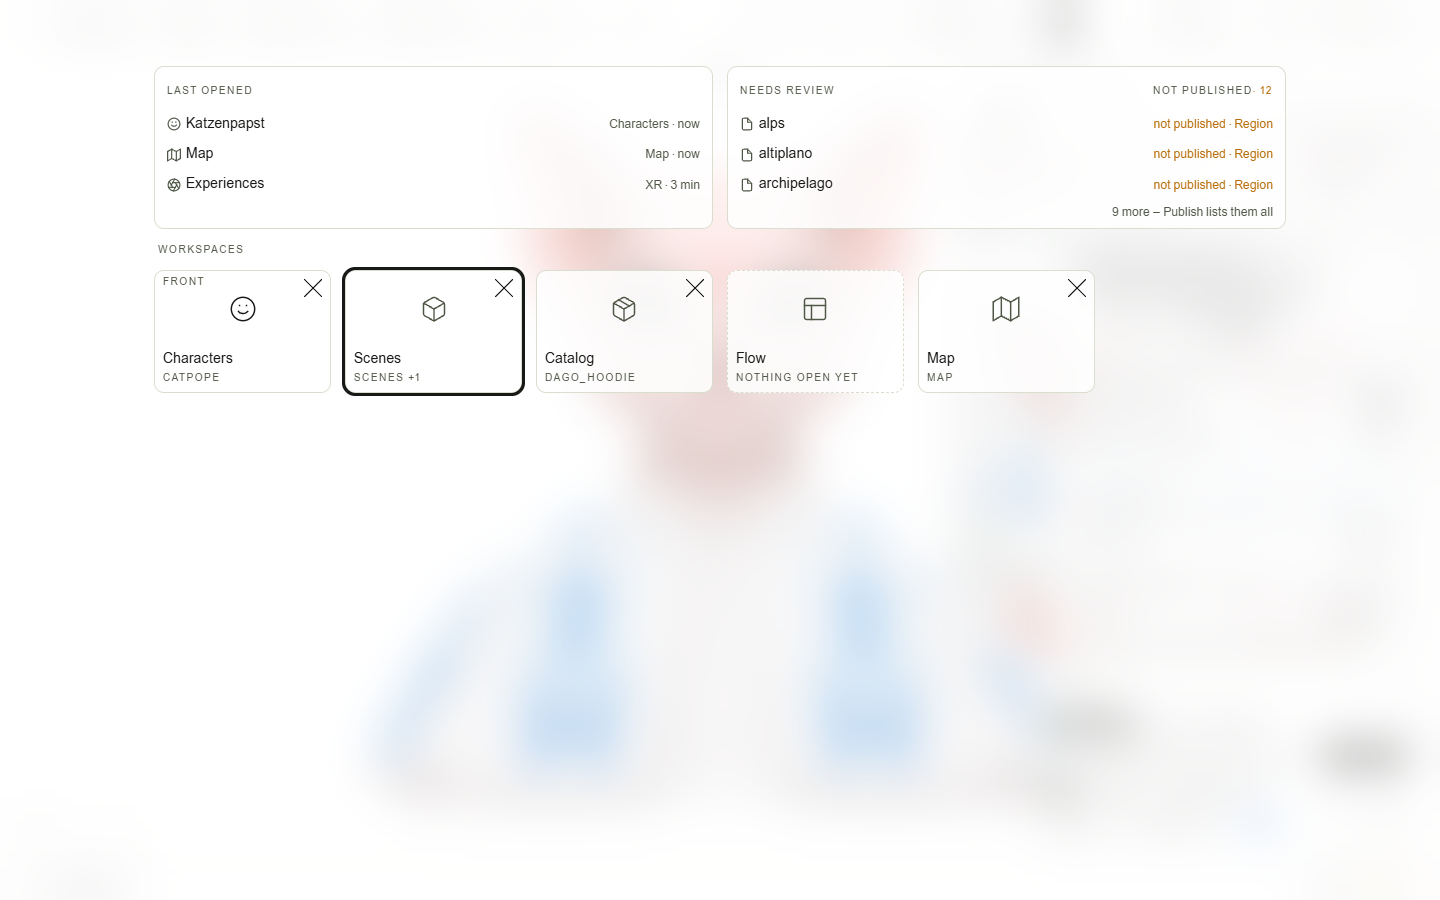 LAST OPENED
Katzenpapst Characters · now
Map Map · now
Experiences XR · 3 min
NEEDS REVIEW NOT PUBLISHED · 12
alps not published · Region
altiplano not published · Region
archipelago not published · Region
9 more – Publish lists them all
WORKSPACES
FRONT
Characters
CATPOPE
Scenes
SCENES +1
Catalog
DAGO_HOODIE
Flow
NOTHING OPEN YET
Map
MAP